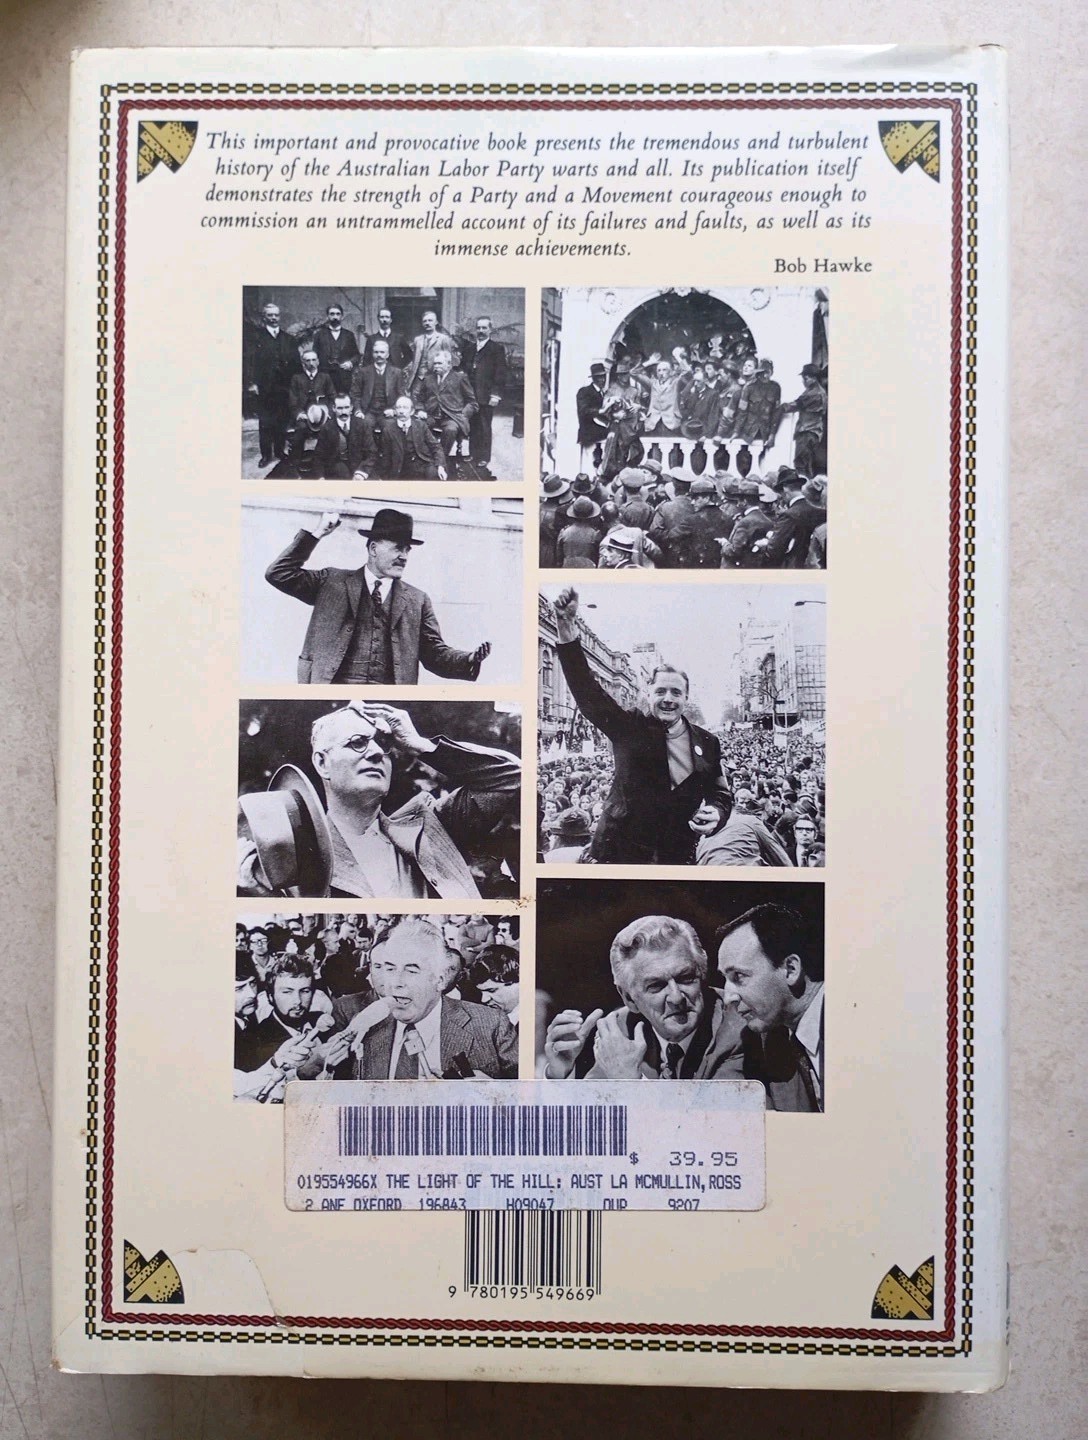 This important and provocative book presents the tremendous and turbulent
history of the Australian Labor Party warts and all. Its publication itself
demonstrates the strength of a Party and a Movement courageous enough to
commission an untrammelled account of its failures and faults, as well as its
immense achievements.
Bob Hawke
$ 39.95
019554966X THE LIGHT OF THE HILL: AUST LA MCMULLIN,ROSS
2 ANF OXFORD 196843 HO9047 OUP 9207
9 780195 549669